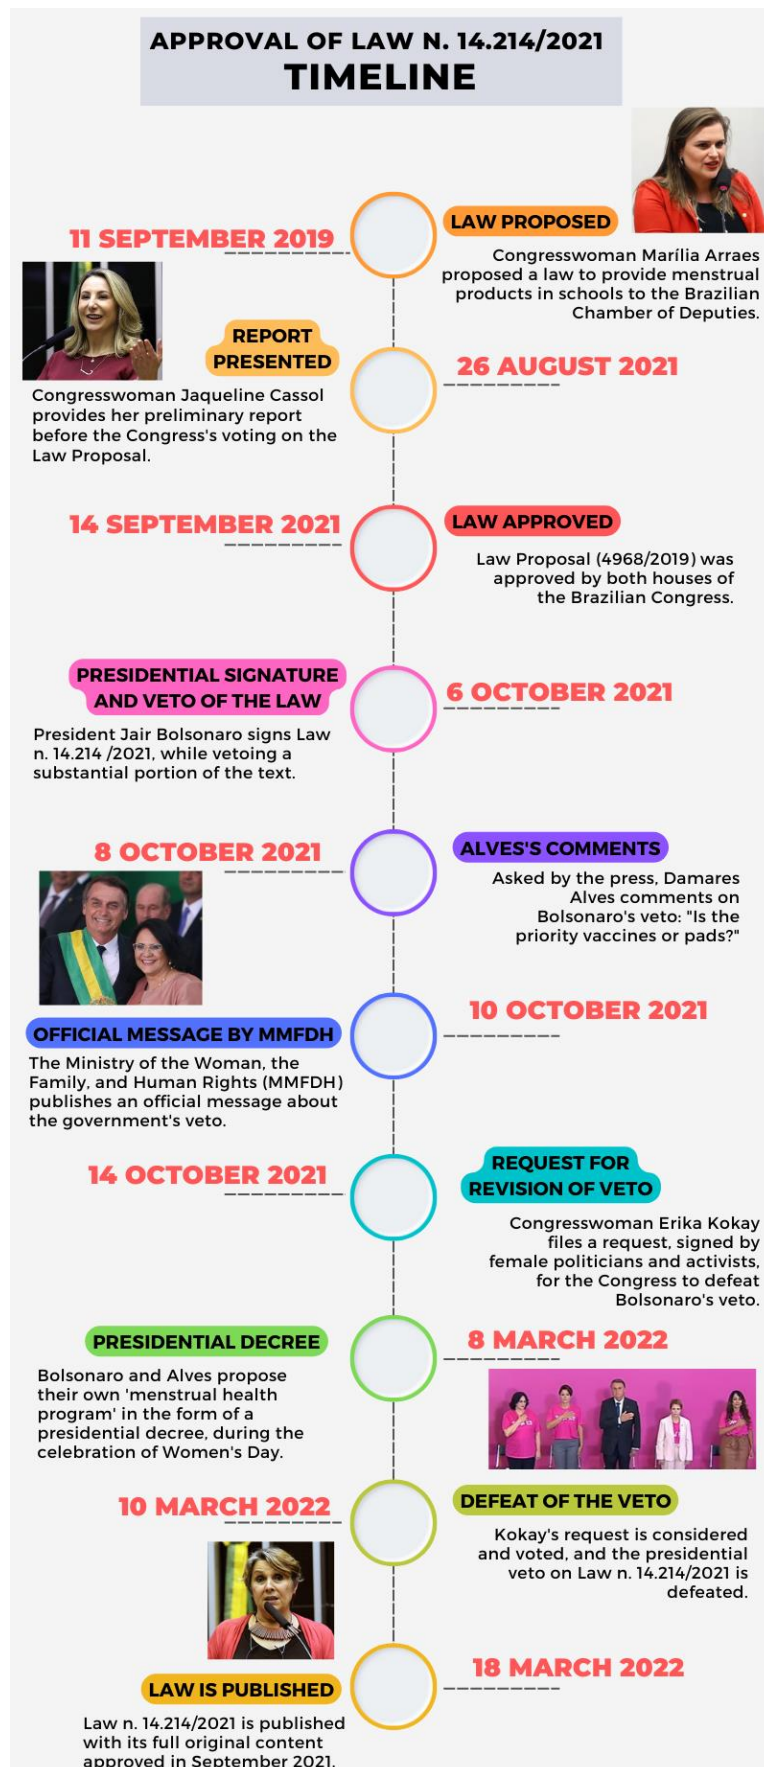 APPROVAL OF LAW N. 14.214/2021
TIMELINE
11 SEPTEMBER 2019
LAW PROPOSED
Congresswoman Marília Arraes
proposed a law to provide menstrual
products in schools to the Brazilian
Chamber of Deputies.
REPORT
PRESENTED
26 AUGUST 2021
Congresswoman Jaqueline Cassol
provides her preliminary report
before the Congress's voting on the
Law Proposal.
14 SEPTEMBER 2021
LAW APPROVED
Law Proposal (4968/2019) was
approved by both houses of
the Brazilian Congress.
PRESIDENTIAL SIGNATURE
AND VETO OF THE LAW
6 OCTOBER 2021
President Jair Bolsonaro signs Law
n. 14.214 /2021, while vetoing a
substantial portion of the text.
8 OCTOBER 2021
ALVES'S COMMENTS
Asked by the press, Damares
Alves comments on
Bolsonaro's veto: "Is the
priority vaccines or pads?"
10 OCTOBER 2021
OFFICIAL MESSAGE BY MMFDH
The Ministry of the Woman, the
Family, and Human Rights (MMFDH)
publishes an official message about
the government's veto.
14 OCTOBER 2021
REQUEST FOR
REVISION OF VETO
Congresswoman Erika Kokay
files a request, signed by
female politicians and activists,
for the Congress to defeat
Bolsonaro's veto.
PRESIDENTIAL DECREE
8 MARCH 2022
Bolsonaro and Alves propose
their own 'menstrual health
program' in the form of a
presidential decree, during the
celebration of Women's Day.
10 MARCH 2022
DEFEAT OF THE VETO
Kokay's request is considered
and voted, and the presidential
veto on Law n. 14.214/2021 is
defeated.
18 MARCH 2022
LAW IS PUBLISHED
Law n. 14.214/2021 is published
with its full original content
approved in September 2021.